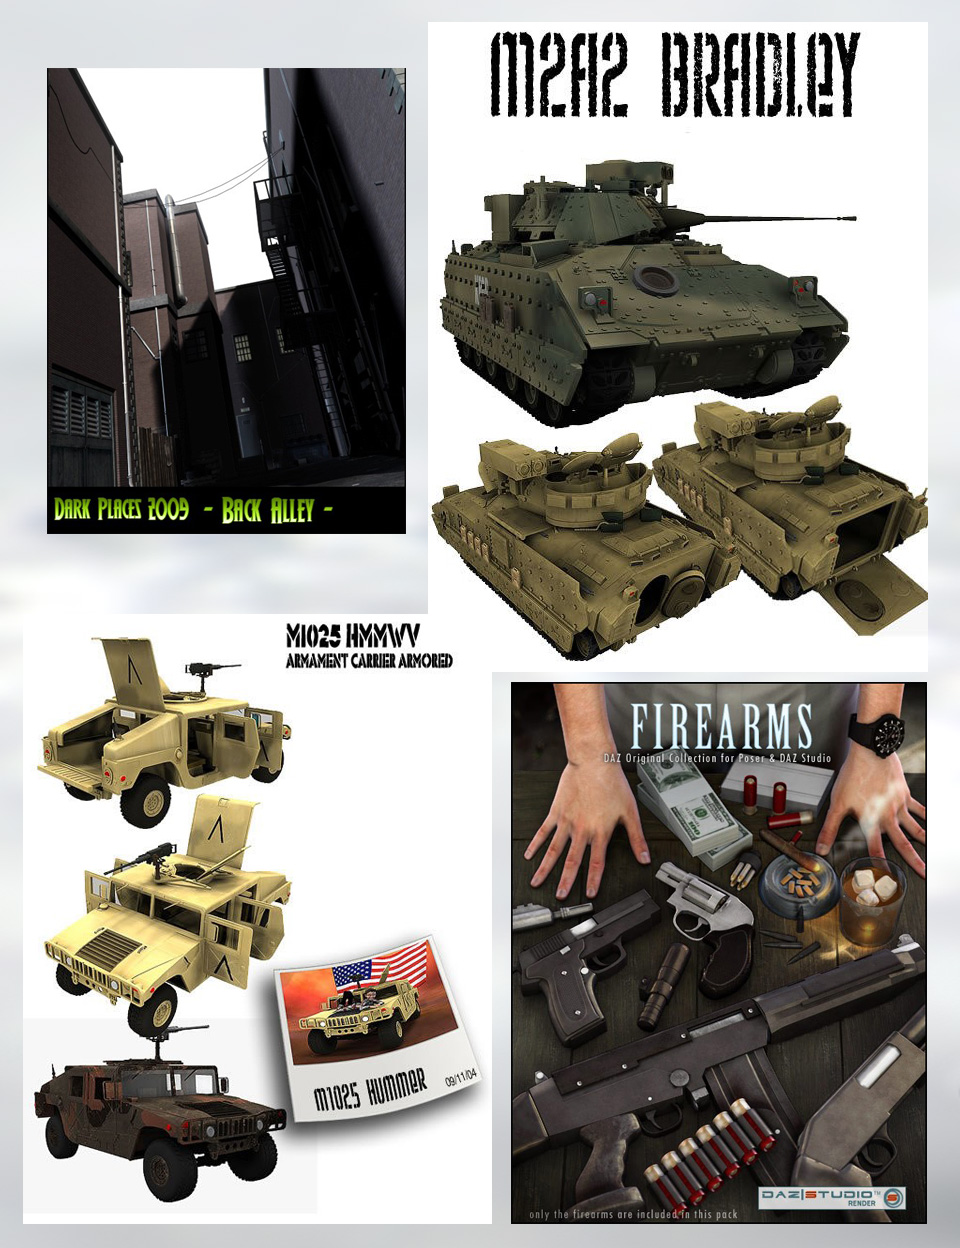 M2A2 BRADLEY
DARK PLACES 2009 - BACK ALLEY -
M1025 HMMWV
ARMAMENT CARRIER ARMORED
M1025 HUMMER
09/11/04
FIREARMS
DAZ Original Collection for Poser & DAZ Studio
DAZ|STUDIO™
RENDER
only the firearms are included in this pack